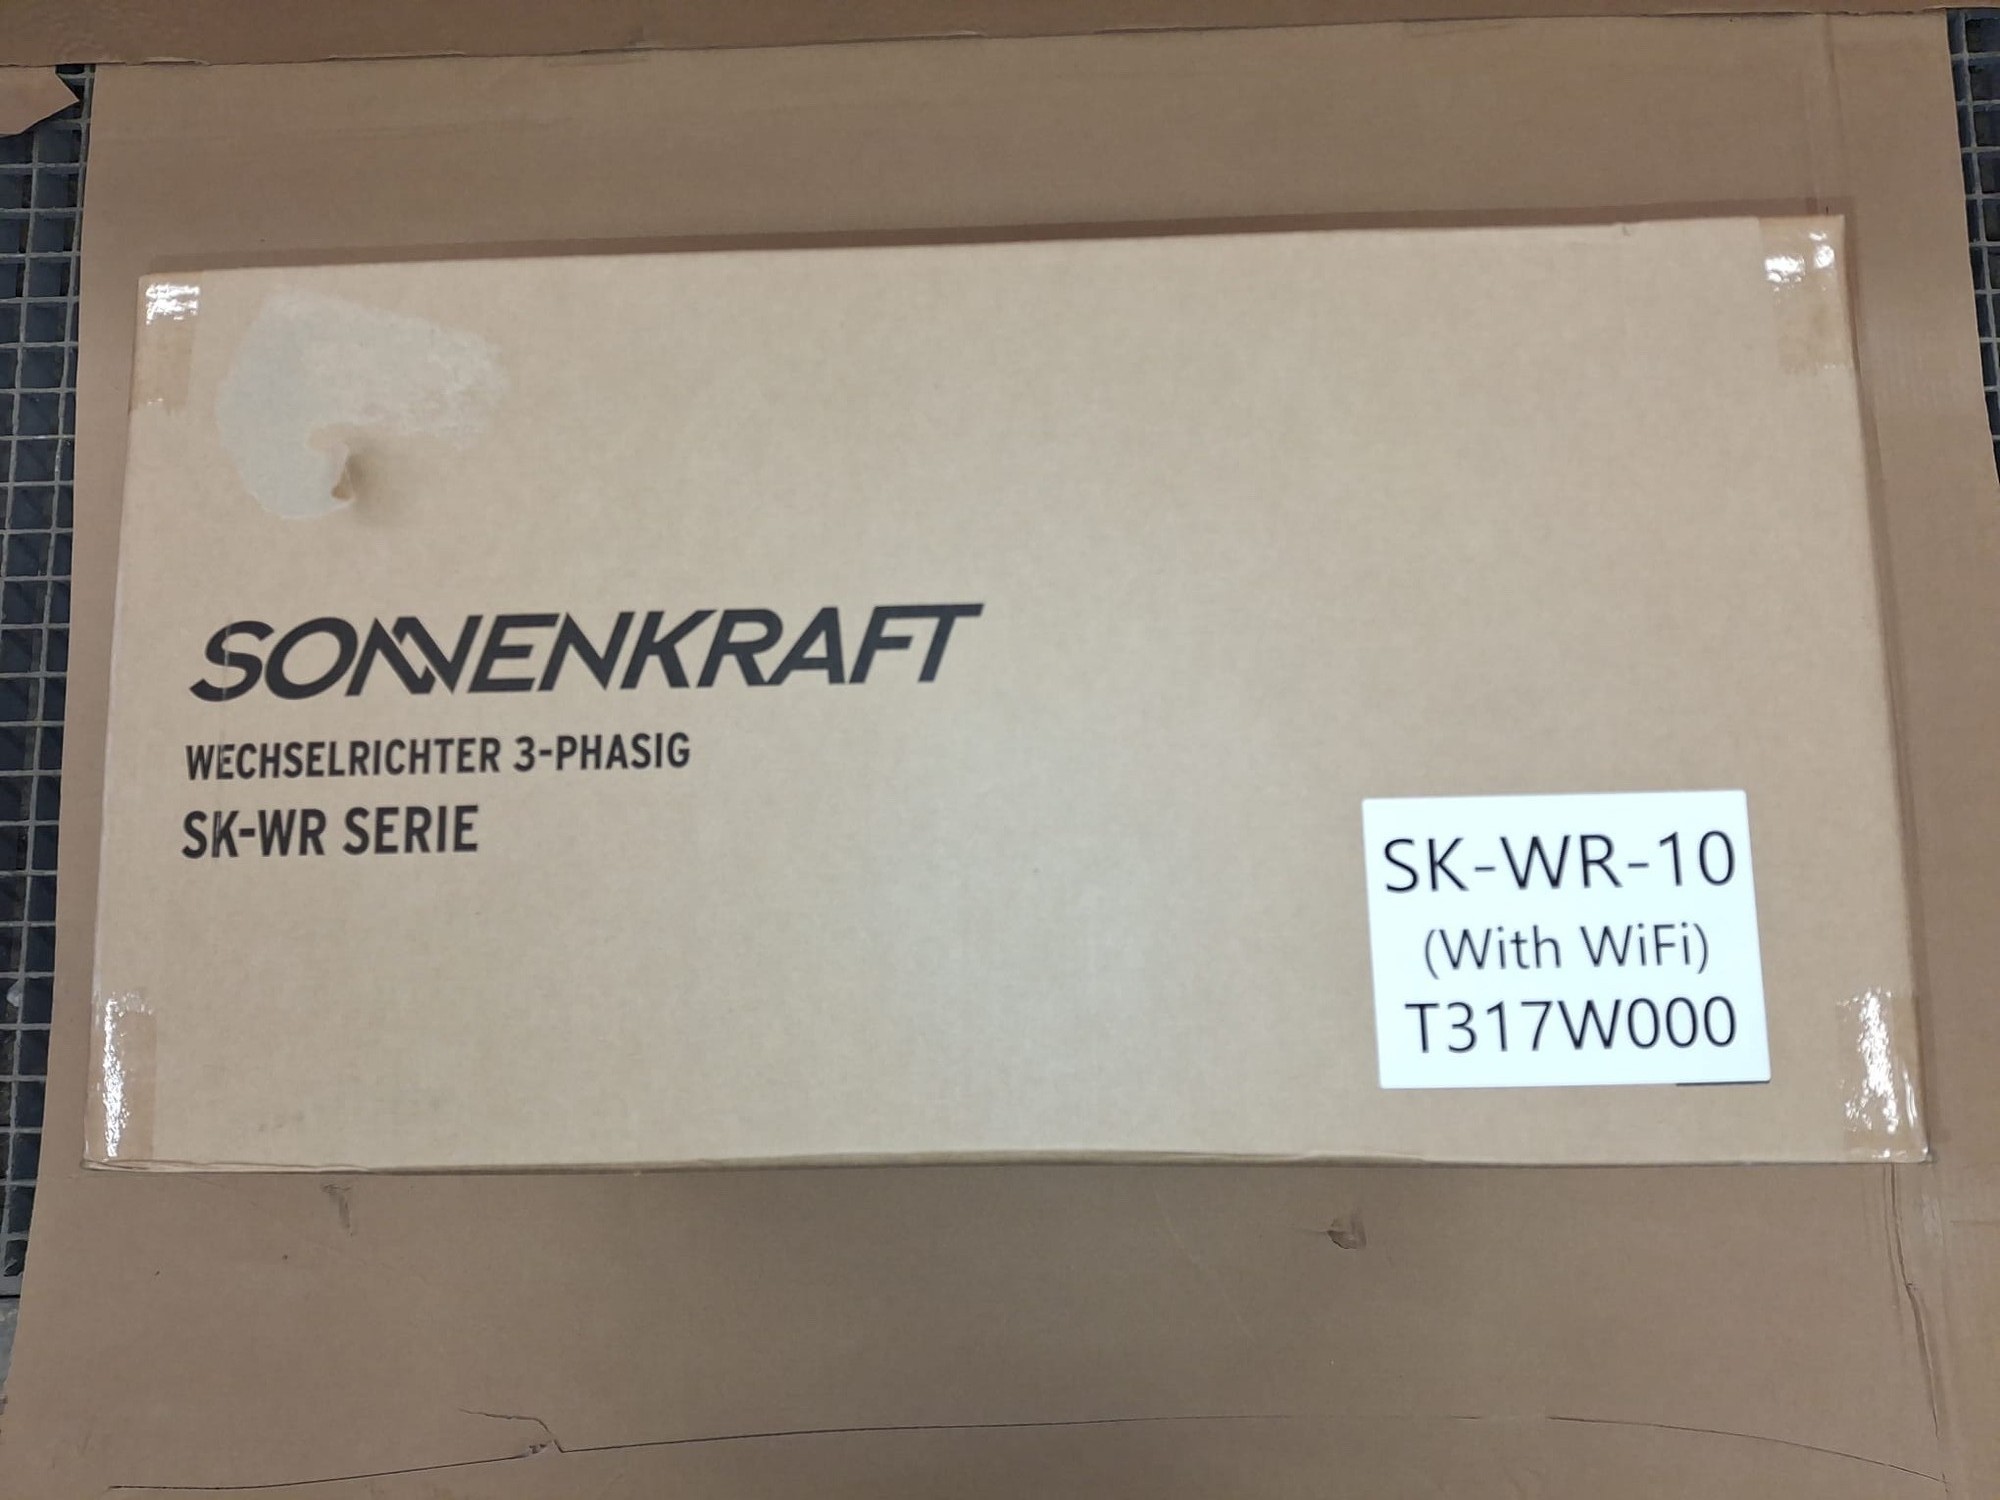 SONNENKRAFT
WECHSELRICHTER 3-PHASIG
SK-WR SERIE
SK-WR-10
(With WiFi)
T317W000